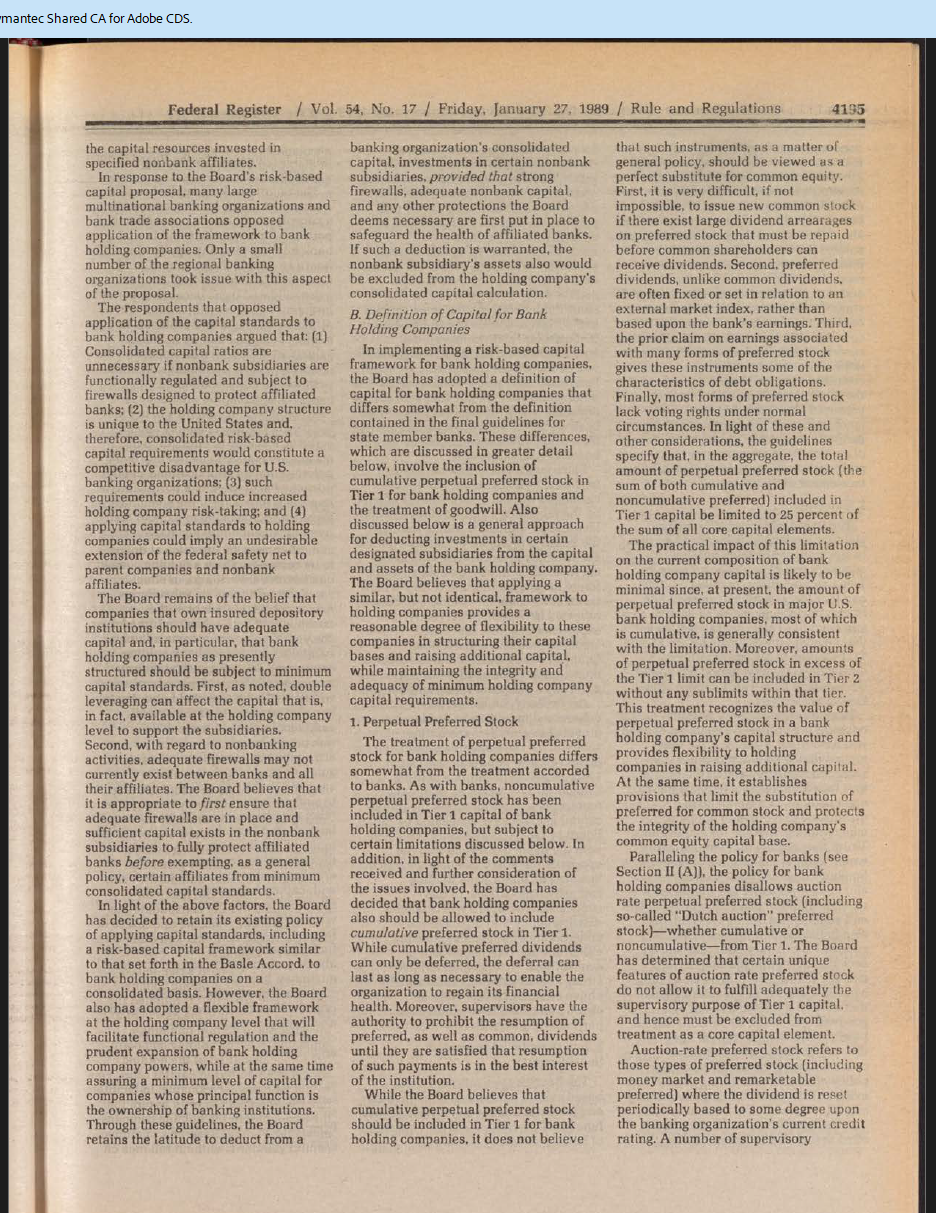 mantec Shared CA for Adobe CDS.
Federal Register / Vol. 54, No. 17 / Friday, January 27, 1989 / Rule and Regulations 4195
the capital resources invested in
specified nonbank affiliates.
In response to the Board's risk-based
capital proposal, many large
multinational banking organizations and
bank trade associations opposed
application of the framework to bank
holding companies. Only a small
number of the regional banking
organizations took issue with this aspect
of the proposal.
The respondents that opposed
application of the capital standards to
bank holding companies argued that: (1)
Consolidated capital ratios are
unnecessary if nonbank subsidiaries are
functionally regulated and subject to
firewalls designed to protect affiliated
banks; (2) the holding company structure
is unique to the United States and,
therefore, consolidated risk-based
capital requirements would constitute a
competitive disadvantage for U.S.
banking organizations; (3) such
requirements could induce increased
holding company risk-taking; and (4)
applying capital standards to holding
companies could imply an undesirable
extension of the federal safety net to
parent companies and nonbank
affiliates.
The Board remains of the belief that
companies that own insured depository
institutions should have adequate
capital and, in particular, that bank
holding companies as presently
structured should be subject to minimum
capital standards. First, as noted, double
leveraging can affect the capital that is,
in fact, available at the holding company
level to support the subsidiaries.
Second, with regard to nonbanking
activities, adequate firewalls may not
currently exist between banks and all
their affiliates. The Board believes that
it is appropriate to first ensure that
adequate firewalls are in place and
sufficient capital exists in the nonbank
subsidiaries to fully protect affiliated
banks before exempting, as a general
policy, certain affiliates from minimum
consolidated capital standards.
In light of the above factors, the Board
has decided to retain its existing policy
of applying capital standards, including
a risk-based capital framework similar
to that set forth in the Basle Accord, to
bank holding companies on a
consolidated basis. However, the Board
also has adopted a flexible framework
at the holding company level that will
facilitate functional regulation and the
prudent expansion of bank holding
company powers, while at the same time
assuring a minimum level of capital for
companies whose principal function is
the ownership of banking institutions.
Through these guidelines, the Board
retains the latitude to deduct from a
banking organization's consolidated
capital, investments in certain nonbank
subsidiaries, provided that strong
firewalls, adequate nonbank capital,
and any other protections the Board
deems necessary are first put in place to
safeguard the health of affiliated banks.
If such a deduction is warranted, the
nonbank subsidiary's assets also would
be excluded from the holding company's
consolidated capital calculation.
B. Definition of Capital for Bank
Holding Companies
In implementing a risk-based capital
framework for bank holding companies,
the Board has adopted a definition of
capital for bank holding companies that
differs somewhat from the definition
contained in the final guidelines for
state member banks. These differences,
which are discussed in greater detail
below, involve the inclusion of
cumulative perpetual preferred stock in
Tier 1 for bank holding companies and
the treatment of goodwill. Also
discussed below is a general approach
for deducting investments in certain
designated subsidiaries from the capital
and assets of the bank holding company.
The Board believes that applying a
similar, but not identical, framework to
holding companies provides a
reasonable degree of flexibility to these
companies in structuring their capital
bases and raising additional capital,
while maintaining the integrity and
adequacy of minimum holding company
capital requirements.
1. Perpetual Preferred Stock
The treatment of perpetual preferred
stock for bank holding companies differs
somewhat from the treatment accorded
to banks. As with banks, noncumulative
perpetual preferred stock has been
included in Tier 1 capital of bank
holding companies, but subject to
certain limitations discussed below. In
addition, in light of the comments
received and further consideration of
the issues involved, the Board has
decided that bank holding companies
also should be allowed to include
cumulative preferred stock in Tier 1.
While cumulative preferred dividends
can only be deferred, the deferral can
last as long as necessary to enable the
organization to regain its financial
health. Moreover, supervisors have the
authority to prohibit the resumption of
preferred, as well as common, dividends
until they are satisfied that resumption
of such payments is in the best interest
of the institution.
While the Board believes that
cumulative perpetual preferred stock
should be included in Tier 1 for bank
holding companies, it does not believe
that such instruments, as a matter of
general policy, should be viewed as a
perfect substitute for common equity.
First, it is very difficult, if not
impossible, to issue new common stock
if there exist large dividend arrearages
on preferred stock that must be repaid
before common shareholders can
receive dividends. Second, preferred
dividends, unlike common dividends,
are often fixed or set in relation to an
external market index, rather than
based upon the bank's earnings. Third,
the prior claim on earnings associated
with many forms of preferred stock
gives these instruments some of the
characteristics of debt obligations.
Finally, most forms of preferred stock
lack voting rights under normal
circumstances. In light of these and
other considerations, the guidelines
specify that, in the aggregate, the total
amount of perpetual preferred stock (the
sum of both cumulative and
noncumulative preferred) included in
Tier 1 capital be limited to 25 percent of
the sum of all core capital elements.
The practical impact of this limitation
on the current composition of bank
holding company capital is likely to be
minimal since, at present, the amount of
perpetual preferred stock in major U.S.
bank holding companies, most of which
is cumulative, is generally consistent
with the limitation. Moreover, amounts
of perpetual preferred stock in excess of
the Tier 1 limit can be included in Tier 2
without any sublimits within that tier.
This treatment recognizes the value of
perpetual preferred stock in a bank
holding company's capital structure and
provides flexibility to holding
companies in raising additional capital.
At the same time, it establishes
provisions that limit the substitution of
preferred for common stock and protects
the integrity of the holding company's
common equity capital base.
Paralleling the policy for banks (see
Section II (A)), the policy for bank
holding companies disallows auction
rate perpetual preferred stock (including
so-called "Dutch auction" preferred
stock)—whether cumulative or
noncumulative—from Tier 1. The Board
has determined that certain unique
features of auction rate preferred stock
do not allow it to fulfill adequately the
supervisory purpose of Tier 1 capital,
and hence must be excluded from
treatment as a core capital element.
Auction-rate preferred stock refers to
those types of preferred stock (including
money market and remarketable
preferred) where the dividend is reset
periodically based to some degree upon
the banking organization's current credit
rating. A number of supervisory